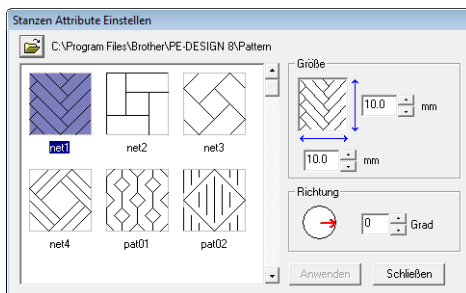 Stanzen Attribute Einstellen
C:\Program Files\Brother\PE-DESIGN 8\Pattern
net1 net2 net3
net4 pat01 pat02
Größe
10.0 mm
10.0 mm
Richtung
0 Grad
Anwenden Schließen